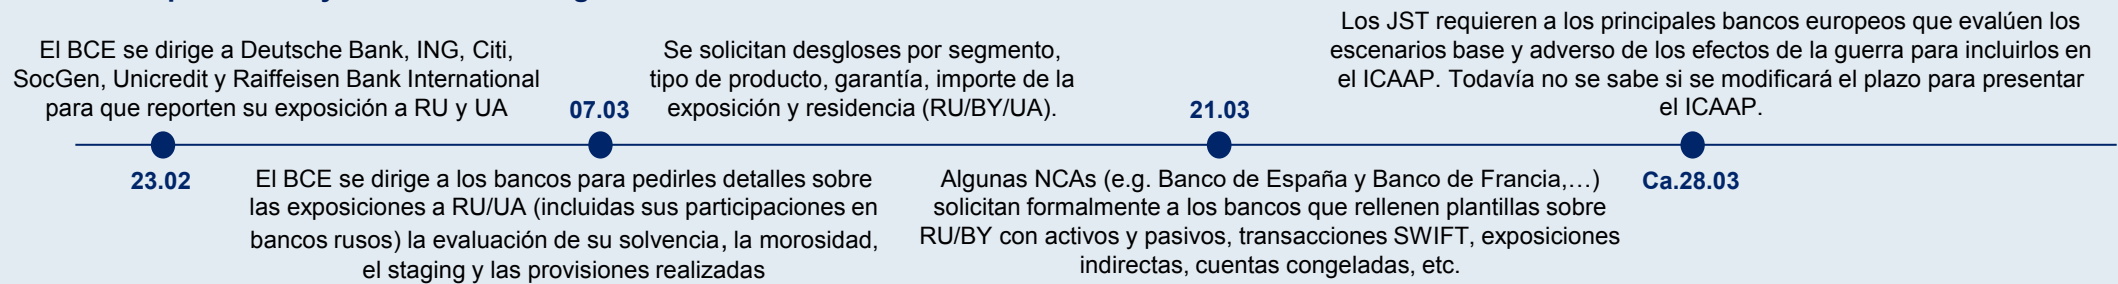 El BCE se dirige a Deutsche Bank, ING, Citi,
SocGen, Unicredit y Raiffeisen Bank International
para que reporten su exposición a RU y UA
23.02
07.03
El BCE se dirige a los bancos para pedirles detalles sobre
las exposiciones a RU/UA (incluidas sus participaciones en
bancos rusos) la evaluación de su solvencia, la morosidad,
el staging y las provisiones realizadas
Se solicitan desgloses por segmento,
tipo de producto, garantía, importe de la
exposición y residencia (RU/BY/UA).
21.03
Algunas NCAs (e.g. Banco de España y Banco de Francia,…)
solicitan formalmente a los bancos que rellenen plantillas sobre
RU/BY con activos y pasivos, transacciones SWIFT, exposiciones
indirectas, cuentas congeladas, etc.
Los JST requieren a los principales bancos europeos que evalúen los
escenarios base y adverso de los efectos de la guerra para incluirlos en
el ICAAP. Todavía no se sabe si se modificará el plazo para presentar
el ICAAP.
Ca.28.03